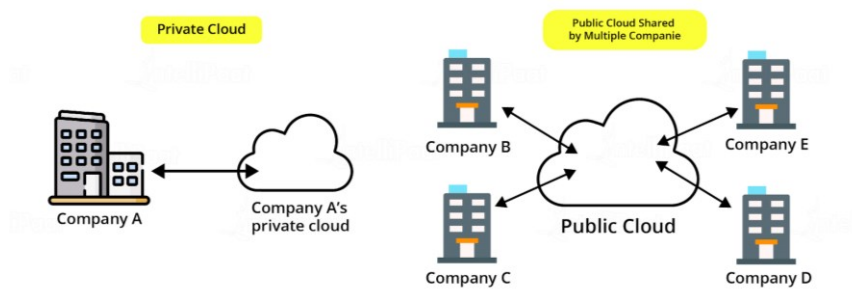 Private Cloud
Public Cloud Shared
by Multiple Companie
Company A
Company A's
private cloud
Company B
Company E
Public Cloud
Company C
Company D